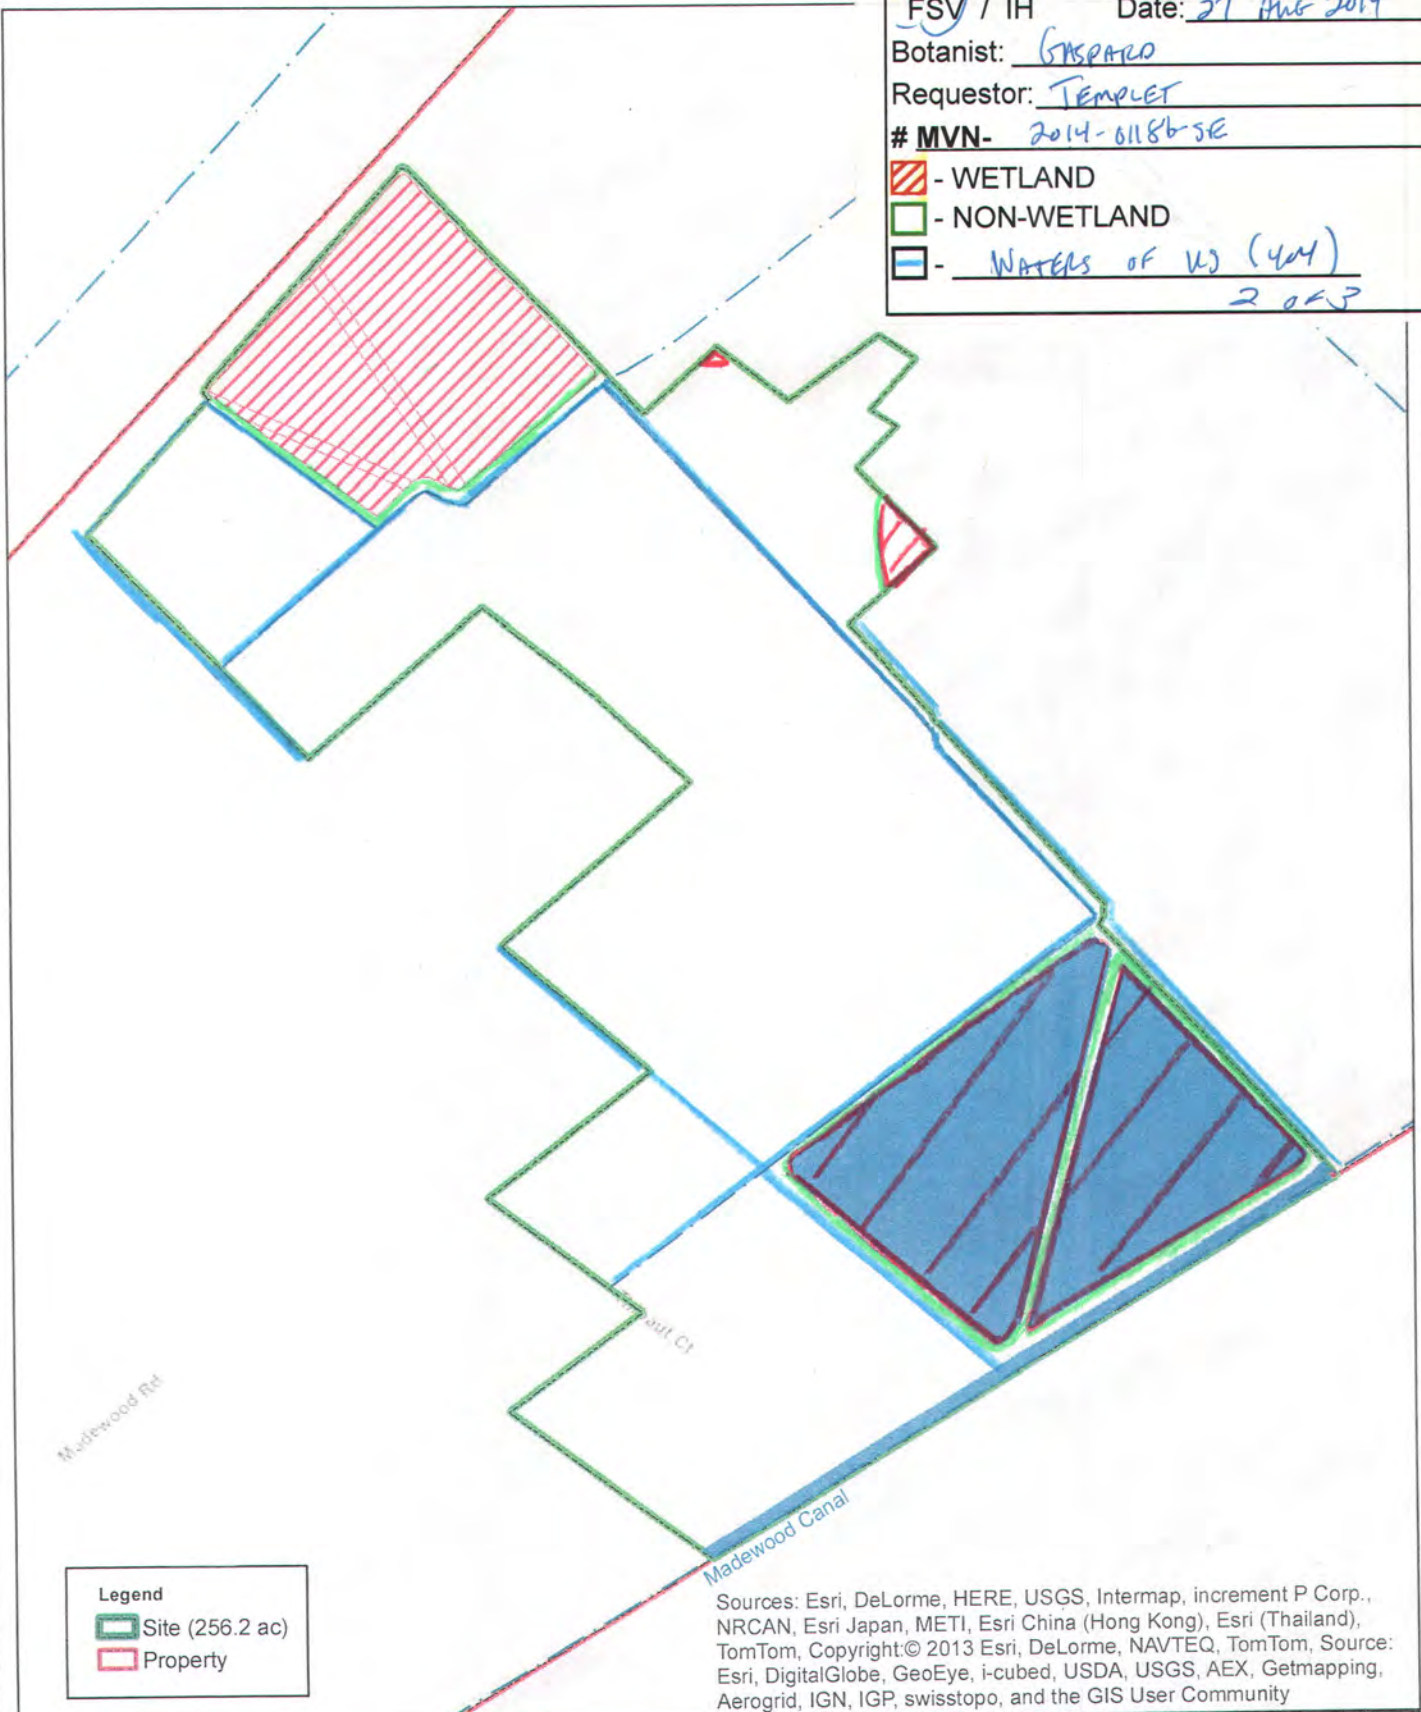 FSV / IH Date: 27 AUG 2014
Botanist: GASPARD
Requestor: TEMPLET
# MVN- 2014-01186-SE
- WETLAND
- NON-WETLAND
- WATERS OF US (404)
2 of 3
aut Ct
Madewood Rd
Madewood Canal
Legend
Site (256.2 ac)
Property
Sources: Esri, DeLorme, HERE, USGS, Intermap, increment P Corp.,
NRCAN, Esri Japan, METI, Esri China (Hong Kong), Esri (Thailand),
TomTom, Copyright:© 2013 Esri, DeLorme, NAVTEQ, TomTom, Source:
Esri, DigitalGlobe, GeoEye, i-cubed, USDA, USGS, AEX, Getmapping,
Aerogrid, IGN, IGP, swisstopo, and the GIS User Community